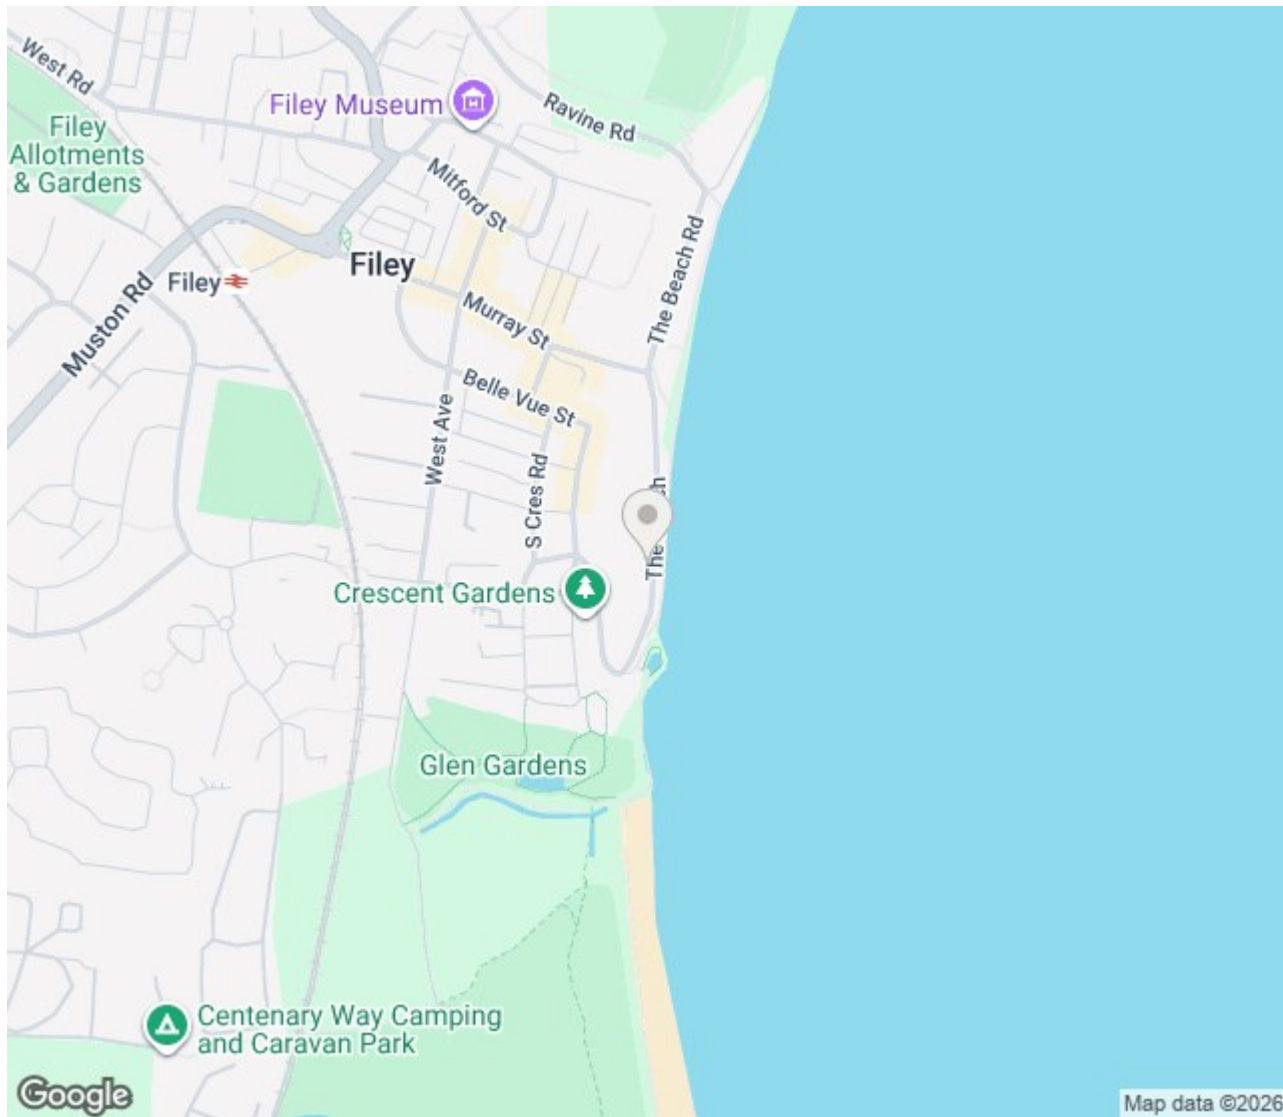 West Rd
Filey Museum
Ravine Rd
Filey
Allotments
& Gardens
Mitford St
The Beach Rd
Filey
Filey
Muston Rd
Murray St
Belle Vue St
West Ave
S Cres Rd
The
Crescent Gardens
Glen Gardens
Centenary Way Camping
and Caravan Park
Google
Map data ©2026